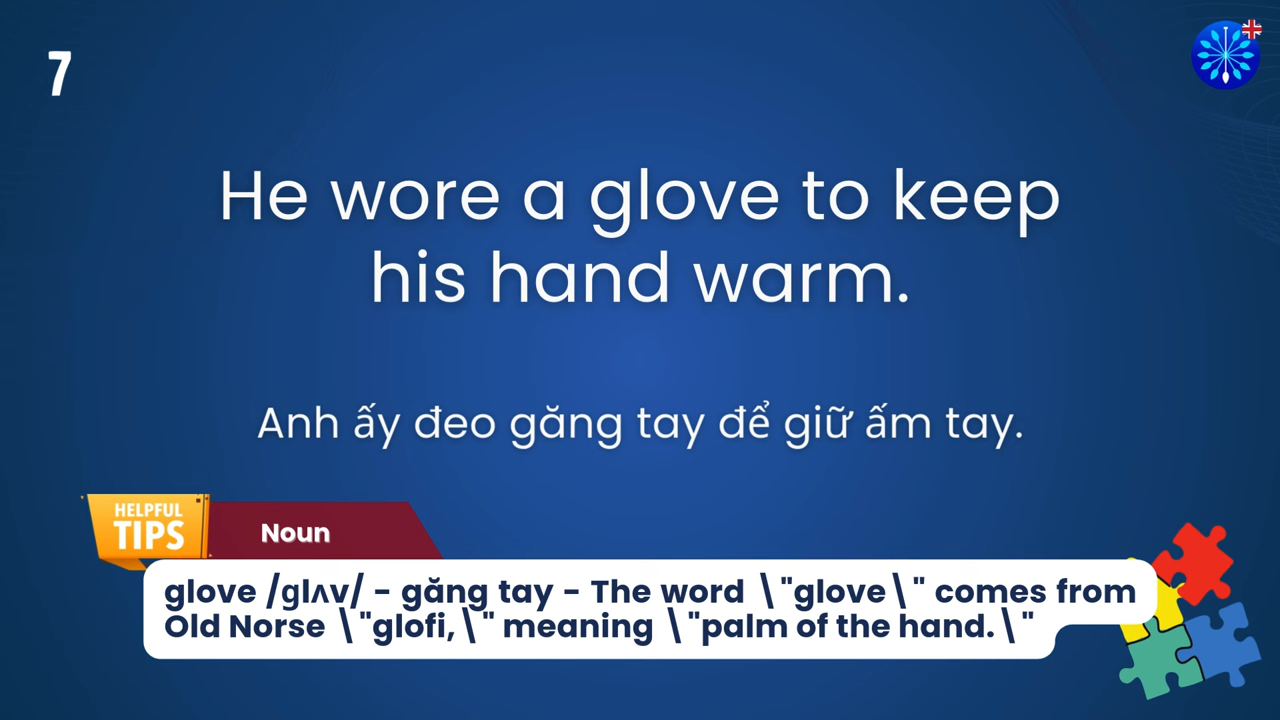 7
He wore a glove to keep
his hand warm.
Anh ấy đeo găng tay để giữ ấm tay.
HELPFUL
TIPS
Noun
glove /ɡlʌv/ - găng tay - The word \"glove\" comes from
Old Norse \"glofi,\" meaning \"palm of the hand.\"